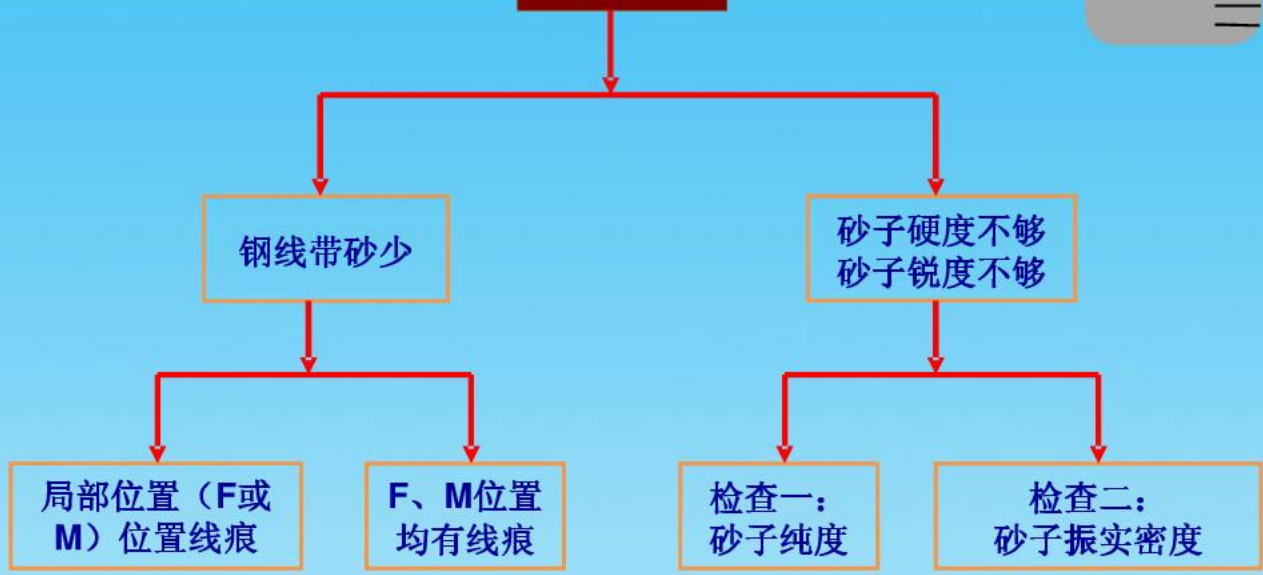 钢线带砂少
砂子硬度不够
砂子锐度不够
局部位置（F或
M）位置线痕
F、M位置
均有线痕
检查一：
砂子纯度
检查二：
砂子振实密度